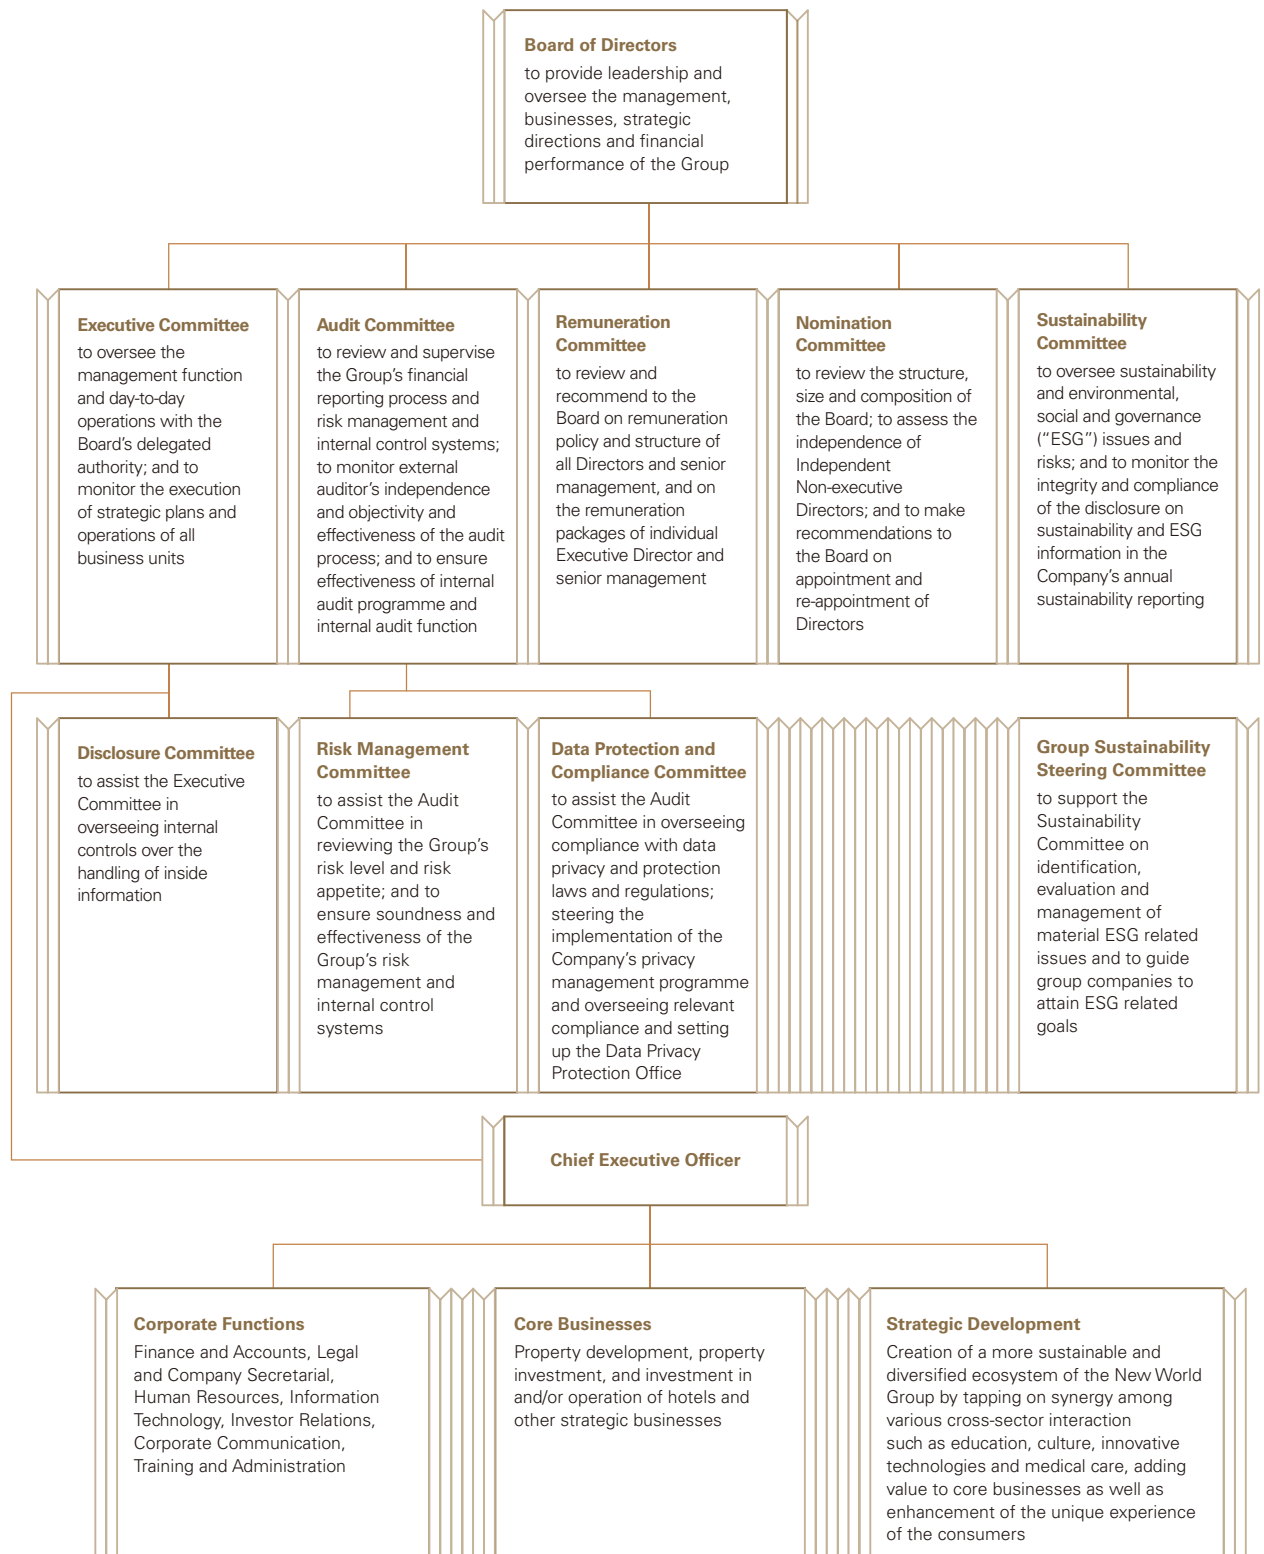 Board of Directors
to provide leadership and
oversee the management,
businesses, strategic
directions and financial
performance of the Group
Executive Committee
to oversee the
management function
and day-to-day
operations with the
Board's delegated
authority; and to
monitor the execution
of strategic plans and
operations of all
business units
Audit Committee
to review and supervise
the Group's financial
reporting process and
risk management and
internal control systems;
to monitor external
auditor's independence
and objectivity and
effectiveness of the audit
process; and to ensure
effectiveness of internal
audit programme and
internal audit function
Remuneration
Committee
to review and
recommend to the
Board on remuneration
policy and structure of
all Directors and senior
management, and on
the remuneration
packages of individual
Executive Director and
senior management
Nomination
Committee
to review the structure,
size and composition of
the Board; to assess the
independence of
Independent
Non-executive
Directors; and to make
recommendations to
the Board on
appointment and
re-appointment of
Directors
Sustainability
Committee
to oversee sustainability
and environmental,
social and governance
("ESG") issues and
risks; and to monitor the
integrity and compliance
of the disclosure on
sustainability and ESG
information in the
Company's annual
sustainability reporting
Disclosure Committee
to assist the Executive
Committee in
overseeing internal
controls over the
handling of inside
information
Risk Management
Committee
to assist the Audit
Committee in
reviewing the Group's
risk level and risk
appetite; and to
ensure soundness and
effectiveness of the
Group's risk
management and
internal control
systems
Data Protection and
Compliance Committee
to assist the Audit
Committee in overseeing
compliance with data
privacy and protection
laws and regulations;
steering the
implementation of the
Company's privacy
management programme
and overseeing relevant
compliance and setting
up the Data Privacy
Protection Office
Group Sustainability
Steering Committee
to support the
Sustainability
Committee on
identification,
evaluation and
management of
material ESG related
issues and to guide
group companies to
attain ESG related
goals
Chief Executive Officer
Corporate Functions
Finance and Accounts, Legal
and Company Secretarial,
Human Resources, Information
Technology, Investor Relations,
Corporate Communication,
Training and Administration
Core Businesses
Property development, property
investment, and investment in
and/or operation of hotels and
other strategic businesses
Strategic Development
Creation of a more sustainable and
diversified ecosystem of the New World
Group by tapping on synergy among
various cross-sector interaction
such as education, culture, innovative
technologies and medical care, adding
value to core businesses as well as
enhancement of the unique experience
of the consumers